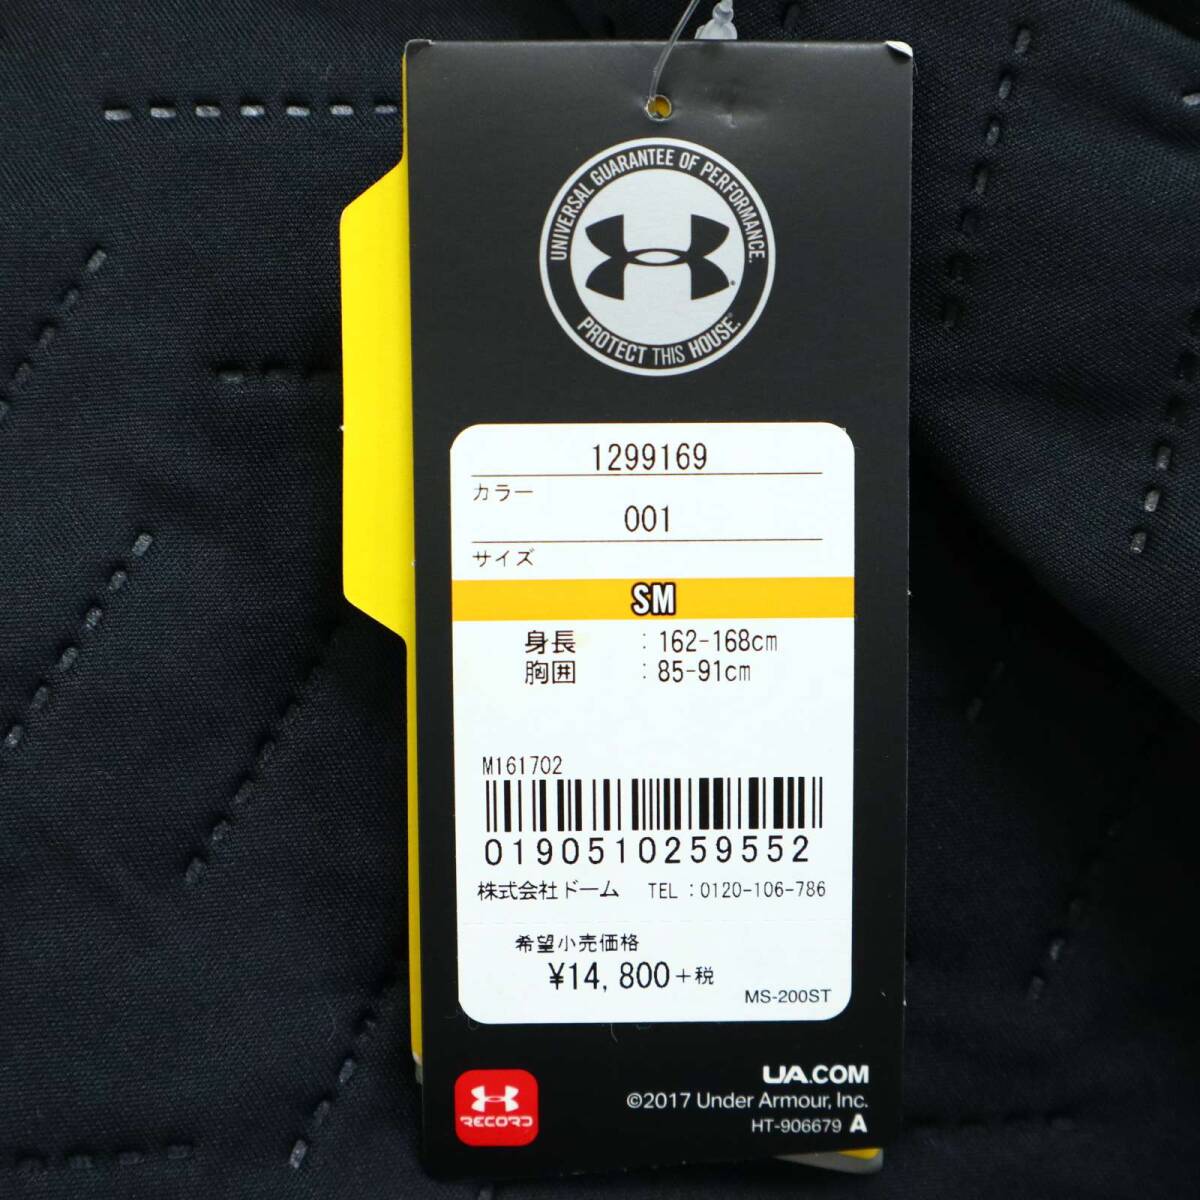 UNIVERSAL GUARANTEE OF PERFORMANCE.
PROTECT THIS HOUSE.
1299169
カラー
001
サイズ
SM
身長 : 162-168cm
胸囲 : 85-91cm
M161702
0190510259552
株式会社ドーム TEL:0120-106-786
希望小売価格
¥14,800+税
MS-200ST
RECORD
UA.COM
©2017 Under Armour, Inc.
HT-906679 A